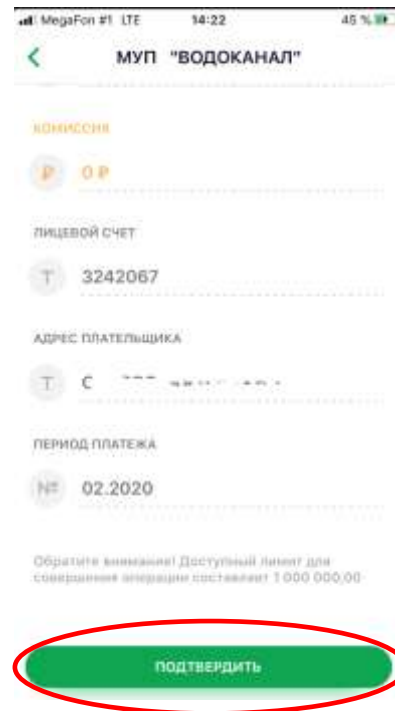 MegaFon #1 LTE 14:22 45 %
МУП "ВОДОКАНАЛ"
КОМИССИЯ
₽ 0 ₽
ЛИЦЕВОЙ СЧЕТ
T 3242067
АДРЕС ПЛАТЕЛЬЩИКА
T С
ПЕРИОД ПЛАТЕЖА
№ 02.2020
Обратите внимание! Доступный лимит для
совершения операции составляет 1 000 000,00
ПОДТВЕРДИТЬ